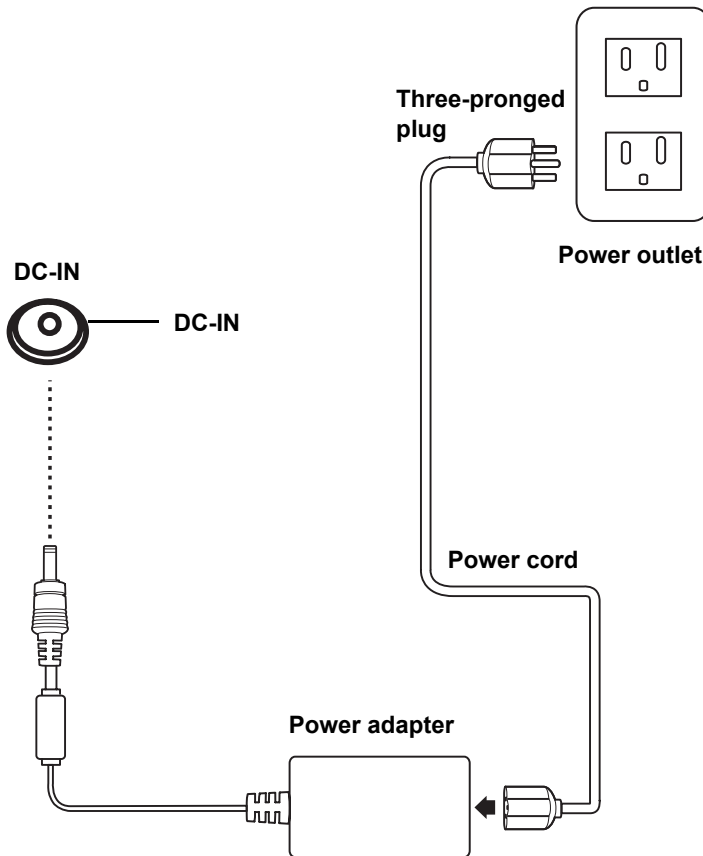 Three-pronged
plug
Power outlet
DC-IN
DC-IN
Power cord
Power adapter